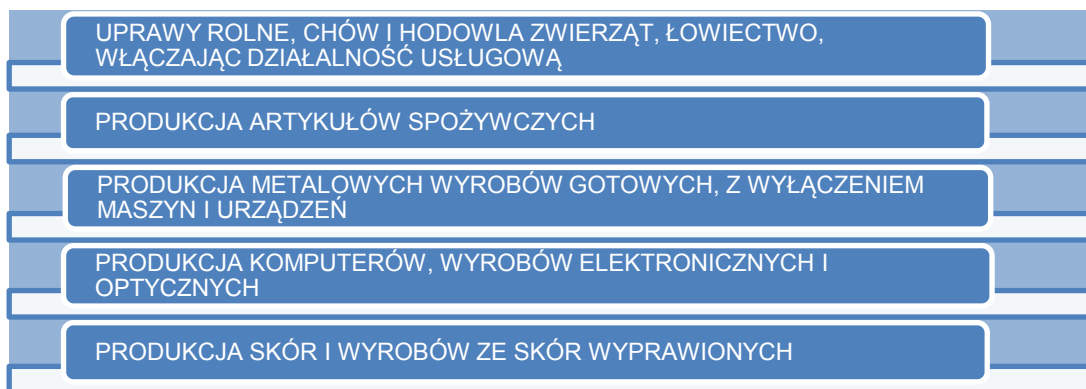 UPRAWY ROLNE, CHÓW I HODOWLA ZWIERZĄT, ŁOWIECTWO,
WŁĄCZAJĄC DZIAŁALNOŚĆ USŁUGOWĄ
PRODUKCJA ARTYKUŁÓW SPOŻYWCZYCH
PRODUKCJA METALOWYCH WYROBÓW GOTOWYCH, Z WYŁĄCZENIEM
MASZYN I URZĄDZEŃ
PRODUKCJA KOMPUTERÓW, WYROBÓW ELEKTRONICZNYCH I
OPTYCZNYCH
PRODUKCJA SKÓR I WYROBÓW ZE SKÓR WYPRAWIONYCH